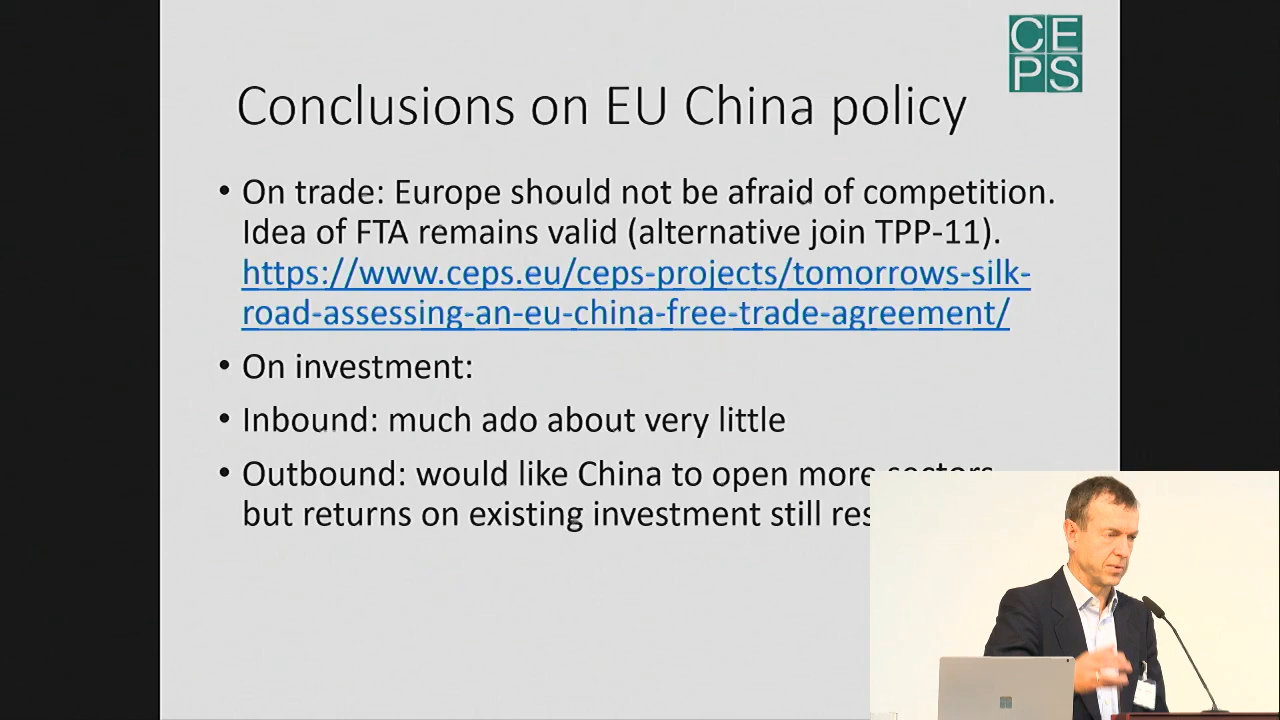 CE
PS
Conclusions on EU China policy
• On trade: Europe should not be afraid of competition.
Idea of FTA remains valid (alternative join TPP-11).
https://www.ceps.eu/ceps-projects/tomorrows-silk-
road-assessing-an-eu-china-free-trade-agreement/
• On investment:
• Inbound: much ado about very little
• Outbound: would like China to open more sectors
but returns on existing investment still